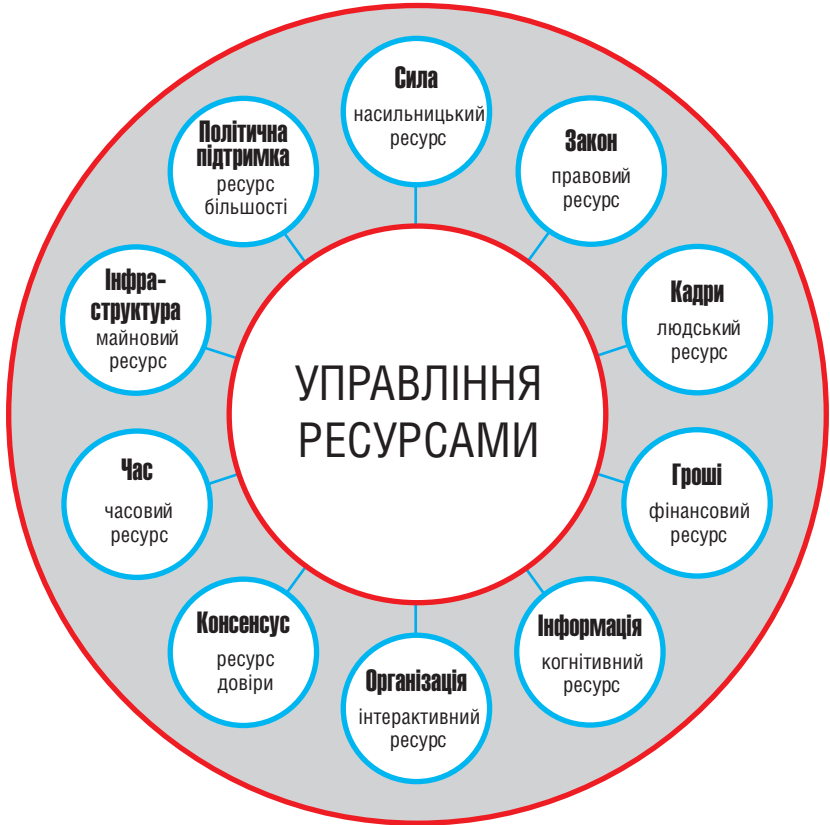 Сила
насильницький
ресурс
Закон
правовий
ресурс
Кадри
людський
ресурс
Гроші
фінансовий
ресурс
Інформація
когнітивний
ресурс
Організація
інтерактивний
ресурс
Консенсус
ресурс
довіри
Час
часовий
ресурс
Інфра-
структура
майновий
ресурс
Політична
підтримка
ресурс
більшості
УПРАВЛІННЯ
РЕСУРСАМИ